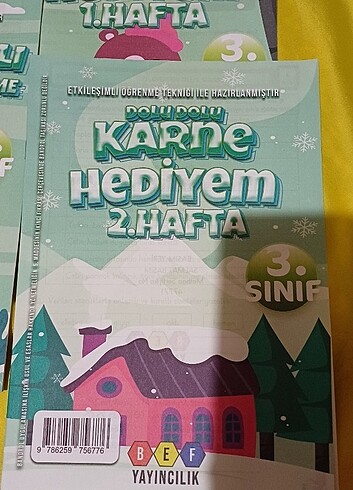 1.HAFTA
3.
ETKİLEŞİMLİ ÖĞRENME TEKNİĞİ İLE HAZIRLANMIŞTIR
DOLU DOLU
KARNE
HEDİYEM
2.HAFTA
3.
SINIF
9 786259 756776
BEF
YAYINCILIK